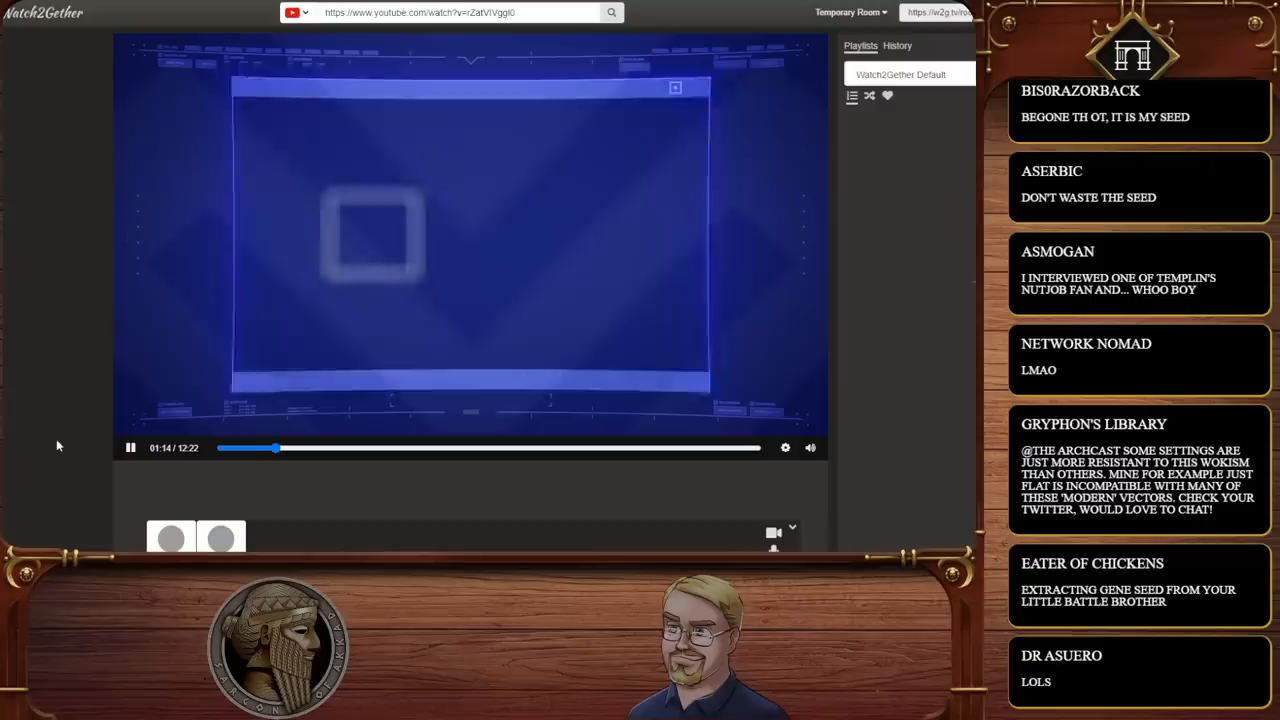 Watch2Gether
https://www.youtube.com/watch?v=rZatVIVggI0
Temporary Room
https://w2g.tv/roo
Playlists History
Watch2Gether Default
01:14 / 12:22
SARGON OF AKKAD
BIS0RAZORBACK
BEGONE TH OT, IT IS MY SEED
ASERBIC
DON'T WASTE THE SEED
ASMOGAN
I INTERVIEWED ONE OF TEMPLIN'S
NUTJOB FAN AND... WHOO BOY
NETWORK NOMAD
LMAO
GRYPHON'S LIBRARY
@THE ARCHCAST SOME SETTINGS ARE
JUST MORE RESISTANT TO THIS WOKISM
THAN OTHERS. MINE FOR EXAMPLE JUST
FLAT IS INCOMPATIBLE WITH MANY OF
THESE 'MODERN' VECTORS. CHECK YOUR
TWITTER, WOULD LOVE TO CHAT!
EATER OF CHICKENS
EXTRACTING GENE SEED FROM YOUR
LITTLE BATTLE BROTHER
DR ASUERO
LOLS